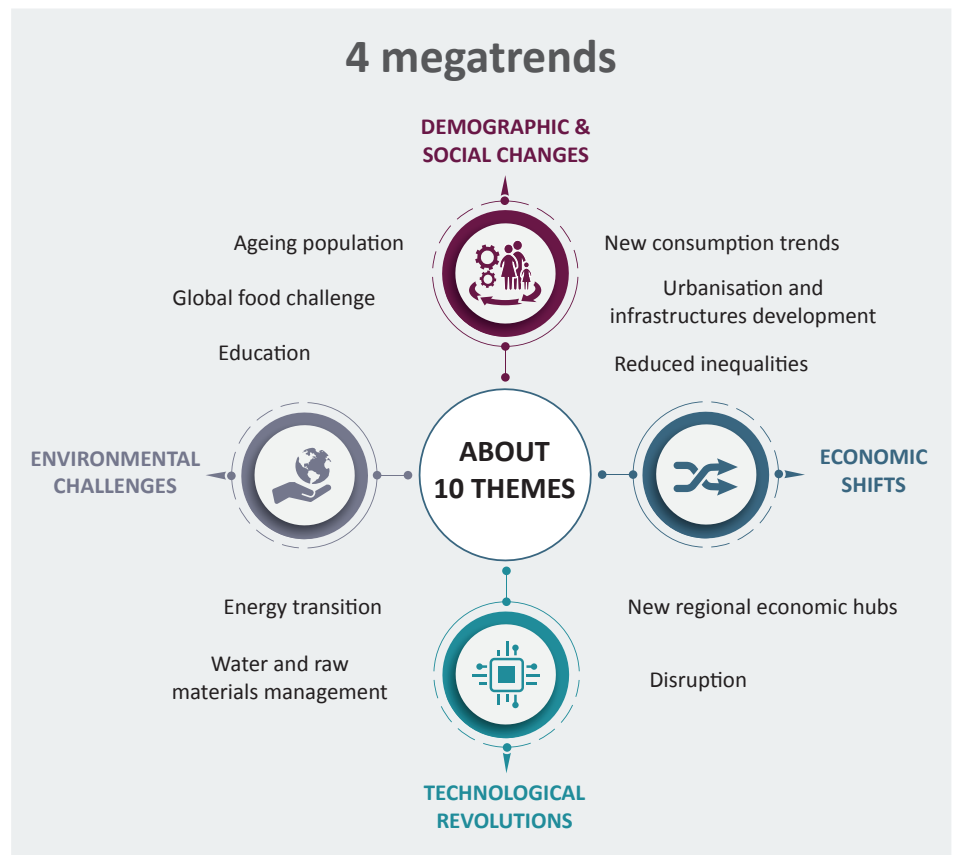 4 megatrends
DEMOGRAPHIC &
SOCIAL CHANGES
Ageing population
New consumption trends
Global food challenge
Urbanisation and
infrastructures development
Education
Reduced inequalities
ENVIRONMENTAL
CHALLENGES
ABOUT
10 THEMES
ECONOMIC
SHIFTS
Energy transition
New regional economic hubs
Water and raw
materials management
Disruption
TECHNOLOGICAL
REVOLUTIONS